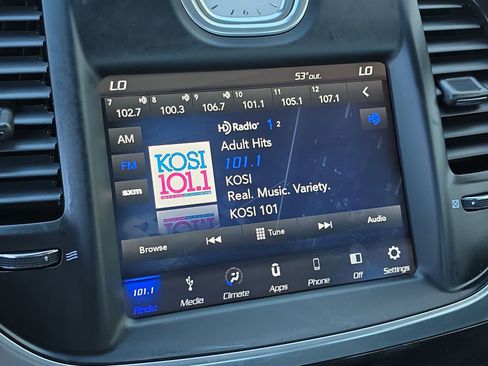 LO 53°out. LO
7 8 9 10 11 12
102.7 100.3 106.7 101.1 105.1 107.1
AM
HD Radio 1 2
Adult Hits
FM
101.1
KOSI
101.1
KOSI
sxm
Real. Music. Variety.
KOSI 101
Browse
Tune
Audio
101.1
Radio Media Climate Apps Phone Off Settings